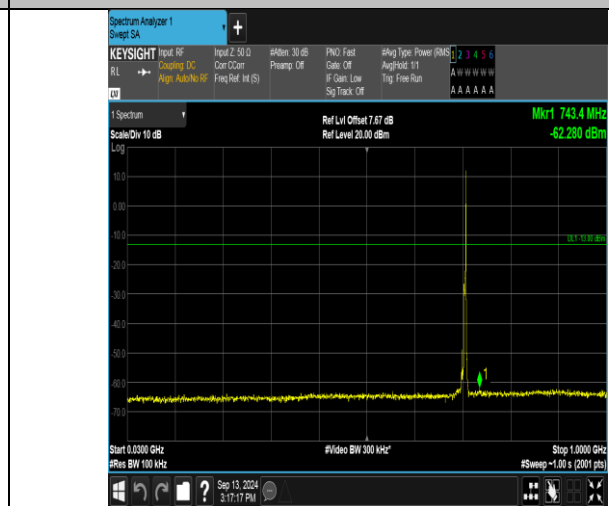 Spectrum Analyzer 1
Swept SA
+
KEYSIGHT
RL
Input: RF
Coupling: DC
Align: Auto/No RF
Input Z: 50 Ω
Corr CCorr
Freq Ref: Int (S)
#Atten: 30 dB
Preamp: Off
PNO: Fast
Gate: Off
IF Gain: Low
Sig Track: Off
#Avg Type: Power (RMS
Avg|Hold: 1/1
Trig: Free Run
1 2 3 4 5 6
A W W W W W
A A A A A A
1 Spectrum
Scale/Div 10 dB
Ref Lvl Offset 7.67 dB
Ref Level 20.00 dBm
Mkr1 743.4 MHz
-62.280 dBm
Log
10.0
0.00
-10.0
DL1 -13.00 dBm
-20.0
-30.0
-40.0
-50.0
-60.0
1
-70.0
Start 0.0300 GHz
#Res BW 100 kHz
#Video BW 300 kHz*
Stop 1.0000 GHz
#Sweep ~1.00 s (2001 pts)
?
Sep 13, 2024
3:17:17 PM